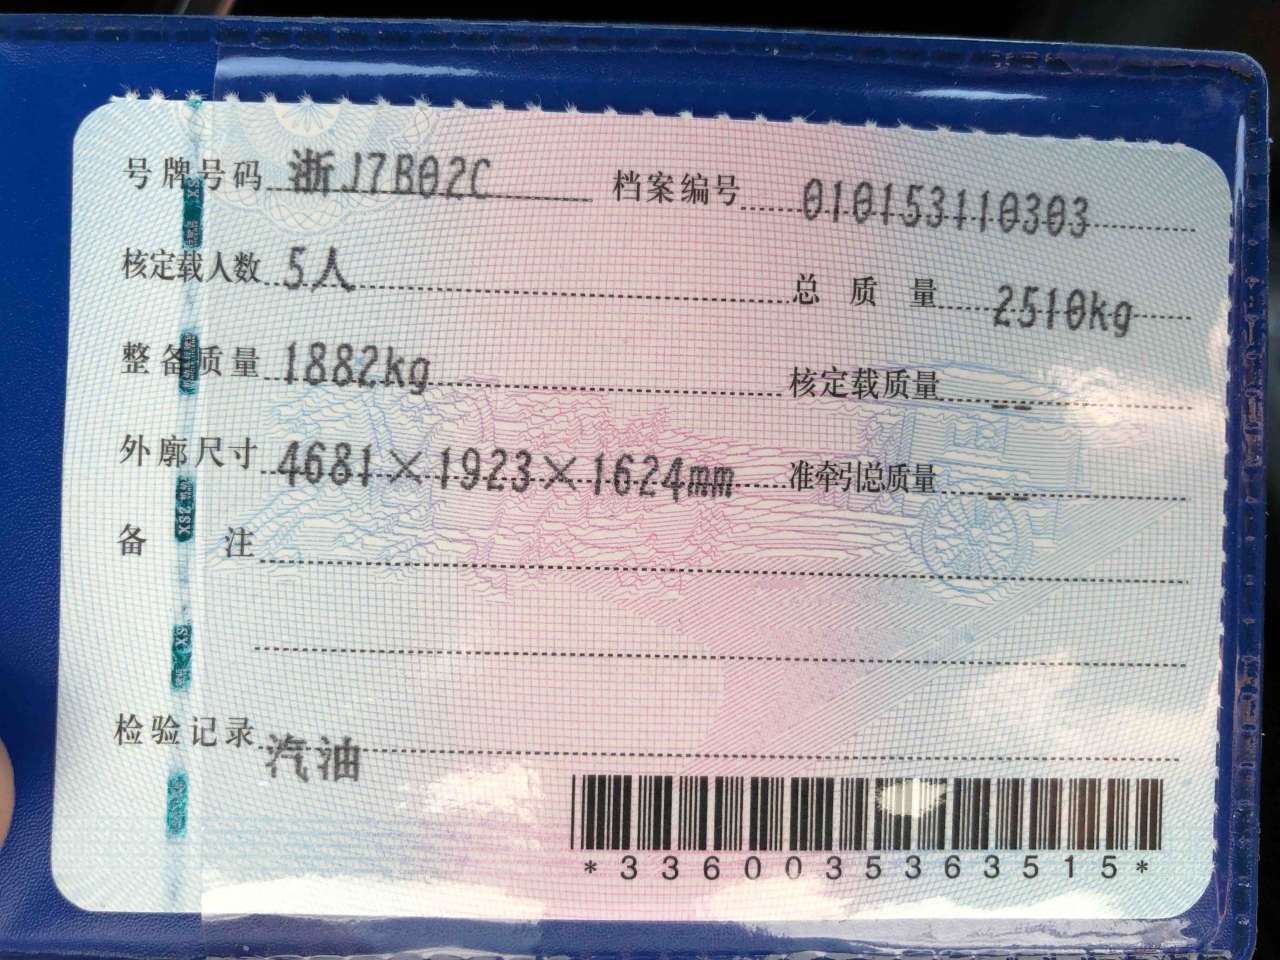 号牌号码 浙J7B02C 档案编号 010153110303
核定载人数 5人 总质量 2510kg
整备质量 1882kg 核定载质量 --
外廓尺寸 4681×1923×1624mm 准牵引总质量 --
备注
检验记录 汽油
*3360035363515*